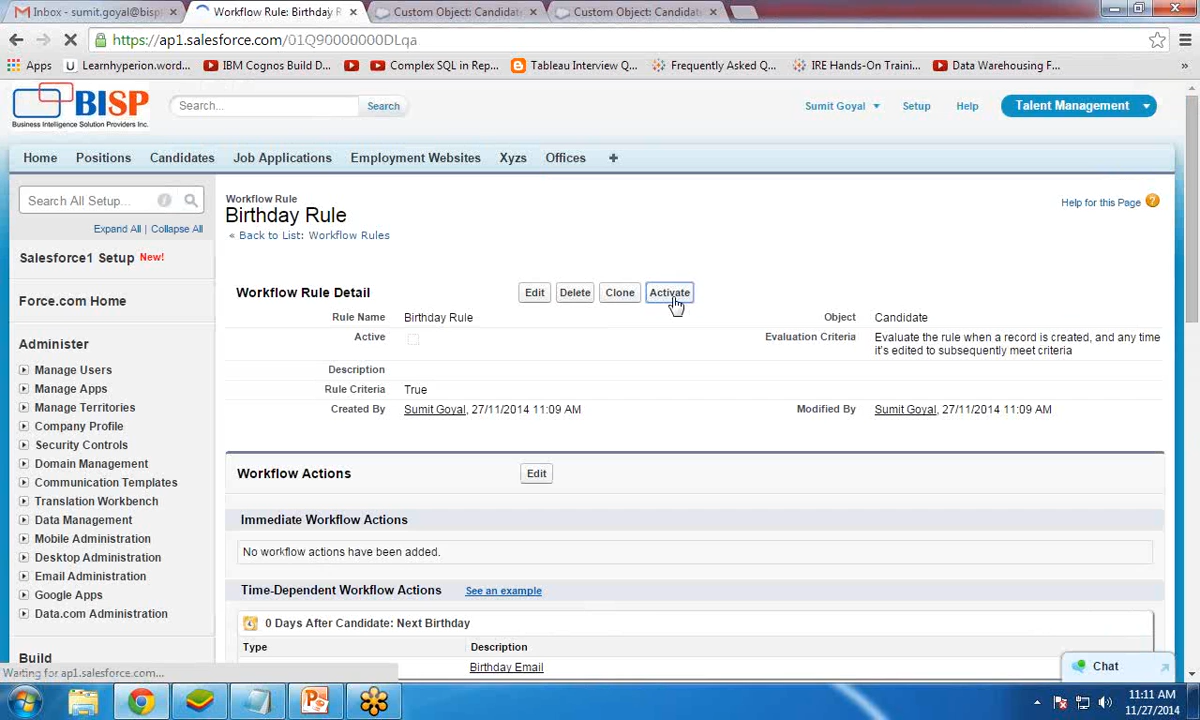 Inbox - sumit.goyal@bisp
Workflow Rule: Birthday R
Custom Object: Candidat
Custom Object: Candidat
https://ap1.salesforce.com/01Q90000000DLqa
Apps
Learnhyperion.word...
IBM Cognos Build D...
Complex SQL in Rep...
Tableau Interview Q...
Frequently Asked Q...
IRE Hands-On Traini...
Data Warehousing F...
»
BISP
Business Intelligence Solution Providers Inc.
Search...
Search
Sumit Goyal
Setup
Help
Talent Management
Home
Positions
Candidates
Job Applications
Employment Websites
Xyzs
Offices
+
Search All Setup...
Expand All | Collapse All
Salesforce1 Setup New!
Force.com Home
Administer
Manage Users
Manage Apps
Manage Territories
Company Profile
Security Controls
Domain Management
Communication Templates
Translation Workbench
Data Management
Mobile Administration
Desktop Administration
Email Administration
Google Apps
Data.com Administration
Build
Workflow Rule
Birthday Rule
« Back to List: Workflow Rules
Help for this Page
Workflow Rule Detail
Edit
Delete
Clone
Activate
Rule Name Birthday Rule
Object Candidate
Active
Evaluation Criteria Evaluate the rule when a record is created, and any time
it's edited to subsequently meet criteria
Description
Rule Criteria True
Created By Sumit Goyal, 27/11/2014 11:09 AM
Modified By Sumit Goyal, 27/11/2014 11:09 AM
Workflow Actions
Edit
Immediate Workflow Actions
No workflow actions have been added.
Time-Dependent Workflow Actions See an example
0 Days After Candidate: Next Birthday
Type Description
Birthday Email
Waiting for ap1.salesforce.com...
Chat
11:11 AM
11/27/2014